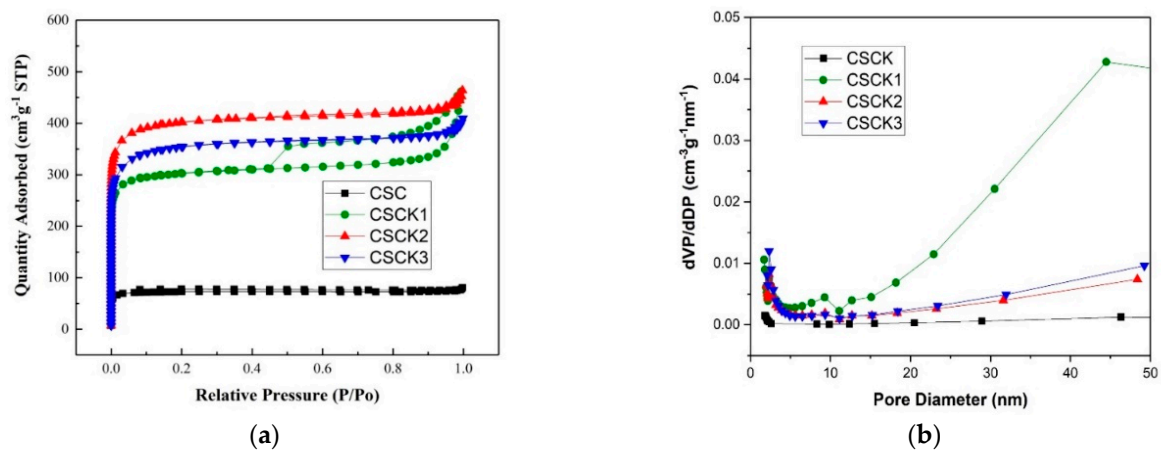 600
500
400
300
200
100
0
Quantity Adsorbed (cm³g⁻¹ STP)
CSC
CSCK1
CSCK2
CSCK3
0.0 0.2 0.4 0.6 0.8 1.0
Relative Pressure (P/Po)
(a)
0.05
0.04
0.03
0.02
0.01
0.00
dVP/dDP (cm⁻³g⁻¹nm⁻¹)
CSCK
CSCK1
CSCK2
CSCK3
0 10 20 30 40 50
Pore Diameter (nm)
(b)